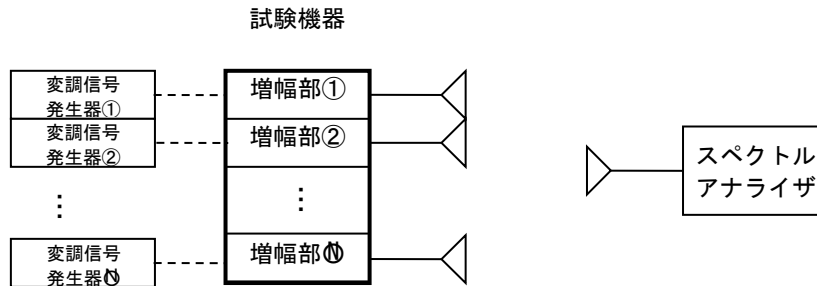 試験機器
変調信号
発生器①
増幅部①
変調信号
発生器②
増幅部②
スペクトル
アナライザ
⋮
⋮
変調信号
発生器Ⓝ
増幅部Ⓝ